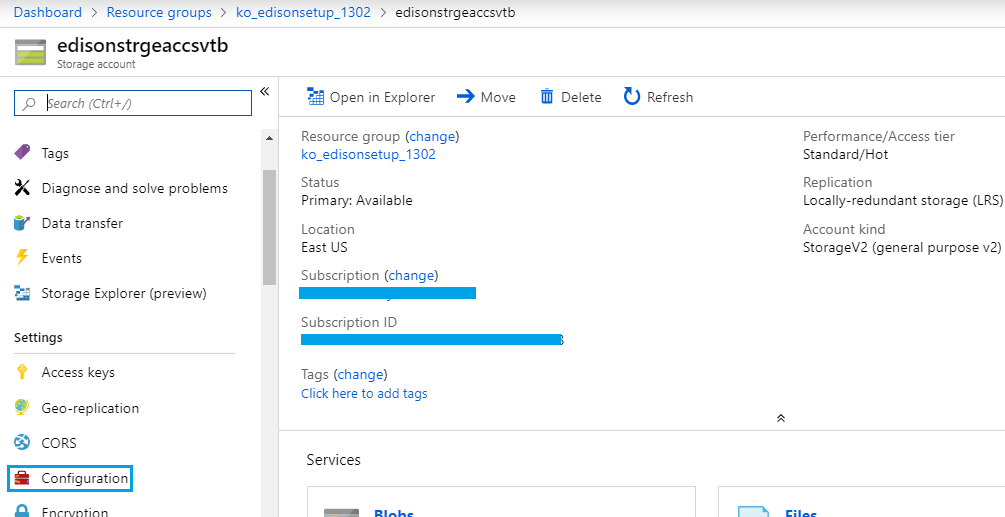 Dashboard > Resource groups > ko_edisonsetup_1302 > edisonstrgeaccsvtb
edisonstrgeaccsvtb
Storage account
Search (Ctrl+/)
Tags
Diagnose and solve problems
Data transfer
Events
Storage Explorer (preview)
Settings
Access keys
Geo-replication
CORS
Configuration
Encryption
Open in Explorer Move Delete Refresh
Resource group (change)
ko_edisonsetup_1302
Status
Primary: Available
Location
East US
Subscription (change)
Subscription ID
Tags (change)
Click here to add tags
Performance/Access tier
Standard/Hot
Replication
Locally-redundant storage (LRS)
Account kind
StorageV2 (general purpose v2)
Services
Blobs
Files